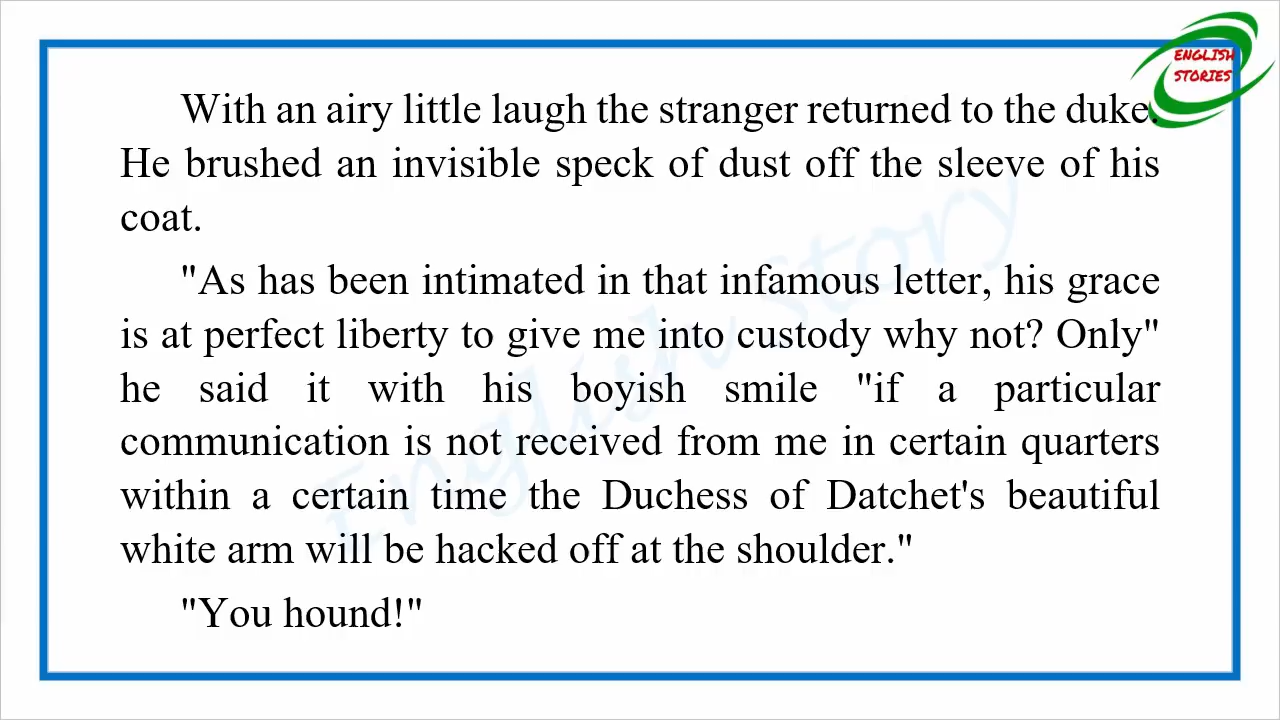 ENGLISH
STORIES
With an airy little laugh the stranger returned to the duke.
He brushed an invisible speck of dust off the sleeve of his
coat.
"As has been intimated in that infamous letter, his grace
is at perfect liberty to give me into custody why not? Only"
he said it with his boyish smile "if a particular
communication is not received from me in certain quarters
within a certain time the Duchess of Datchet's beautiful
white arm will be hacked off at the shoulder."
"You hound!"
English Story